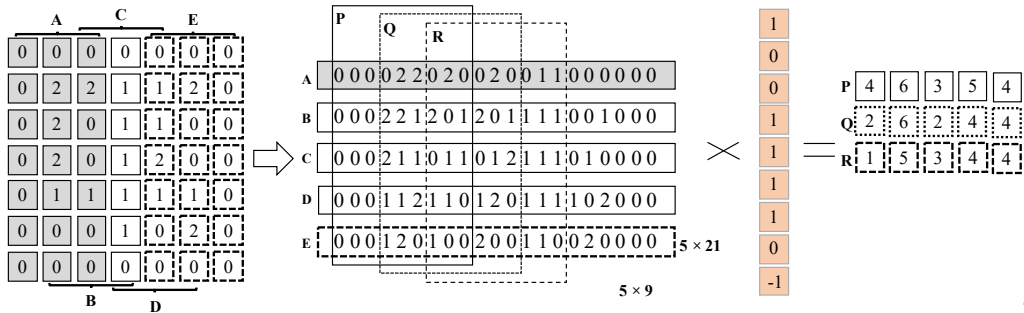 A C E
0 0 0 0 0 0 0
0 2 2 1 1 2 0
0 2 0 1 1 0 0
0 2 0 1 2 0 0
0 1 1 1 1 1 0
0 0 0 1 0 2 0
0 0 0 0 0 0 0
B D
P
Q
R
A 0 0 0 0 2 2 0 2 0 0 2 0 0 1 1 0 0 0 0 0 0
B 0 0 0 2 2 1 2 0 1 2 0 1 1 1 1 0 0 1 0 0 0
C 0 0 0 2 1 1 0 1 1 0 1 2 1 1 1 0 1 0 0 0 0
D 0 0 0 1 1 2 1 1 0 1 2 0 1 1 1 1 0 2 0 0 0
E 0 0 0 1 2 0 1 0 0 2 0 0 1 1 0 0 2 0 0 0 0
5 × 21
5 × 9
1
0
0
1
1
1
1
0
-1
P 4 6 3 5 4
Q 2 6 2 4 4
R 1 5 3 4 4